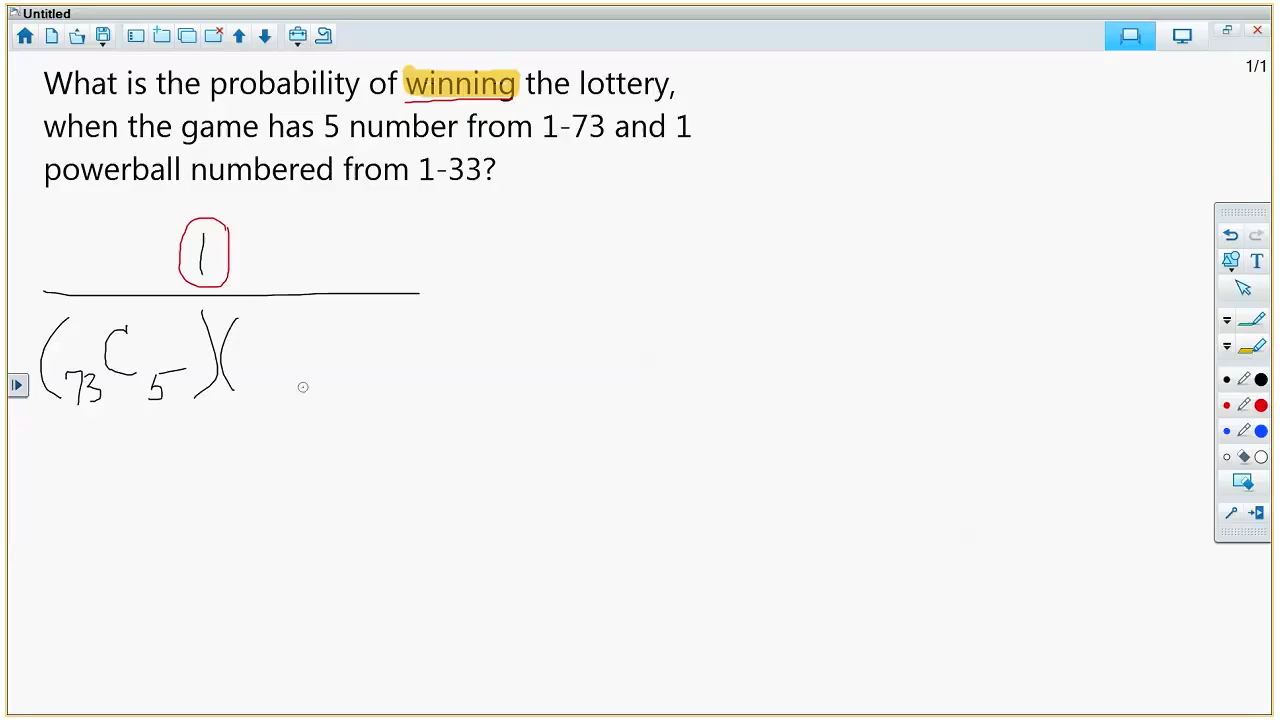 Untitled
1/1
What is the probability of winning the lottery,
when the game has 5 number from 1-73 and 1
powerball numbered from 1-33?
1
(73C5)(
T